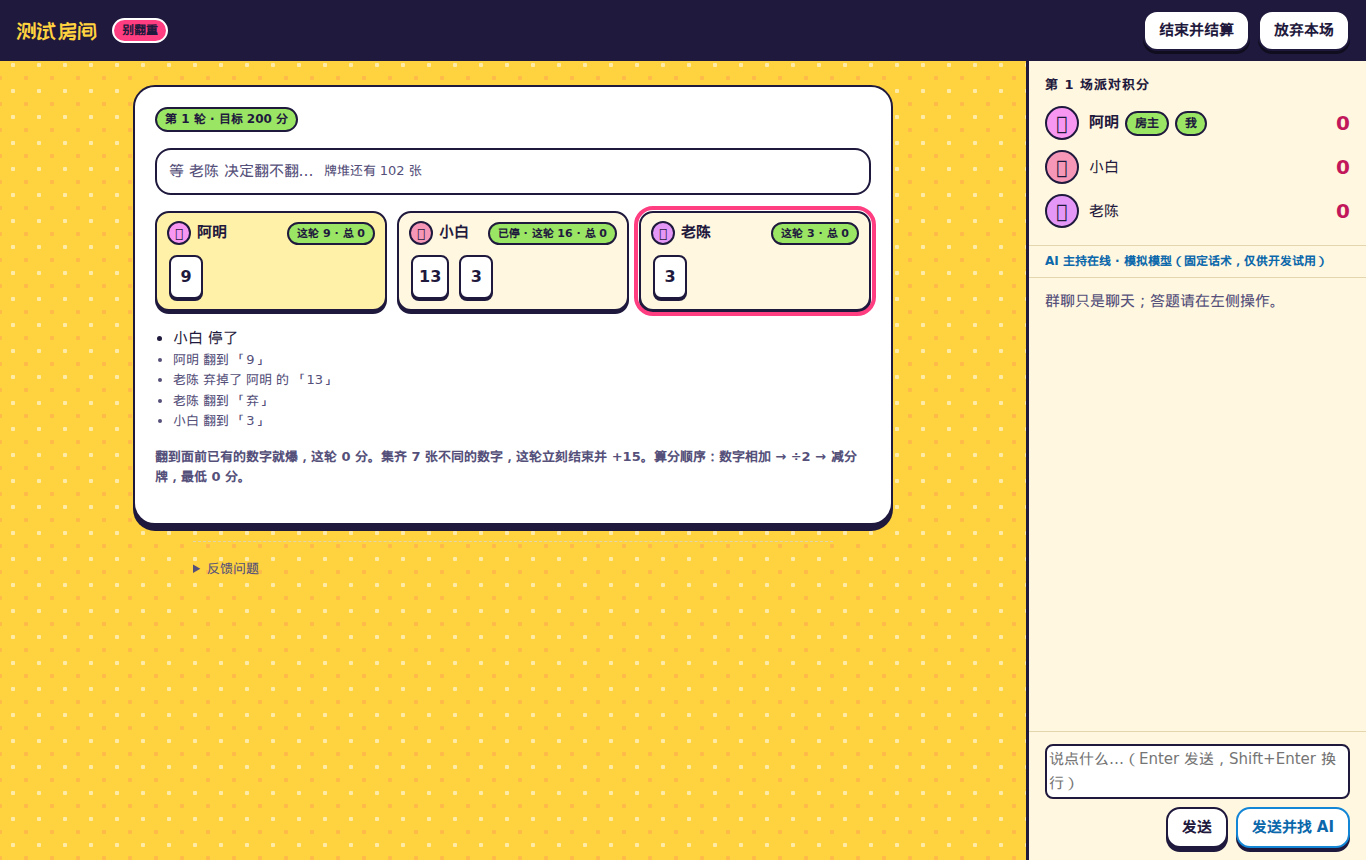 测试房间 别翻重 结束并结算 放弃本场
第 1 轮 · 目标 200 分
等 老陈 决定翻不翻… 牌堆还有 102 张
阿明 这轮 9 · 总 0
9
小白 已停 · 这轮 16 · 总 0
13 3
老陈 这轮 3 · 总 0
3
小白 停了
阿明 翻到「9」
老陈 弃掉了 阿明 的 「13」
老陈 翻到「弃」
小白 翻到「3」
翻到面前已有的数字就爆，这轮 0 分。集齐 7 张不同的数字，这轮立刻结束并 +15。算分顺序：数字相加 → ÷2 → 减分
牌，最低 0 分。
▶ 反馈问题
第 1 场派对积分
阿明 房主 我 0
小白 0
老陈 0
AI 主持在线 · 模拟模型（固定话术，仅供开发试用）
群聊只是聊天；答题请在左侧操作。
说点什么…（Enter 发送，Shift+Enter 换
行）
发送 发送并找 AI